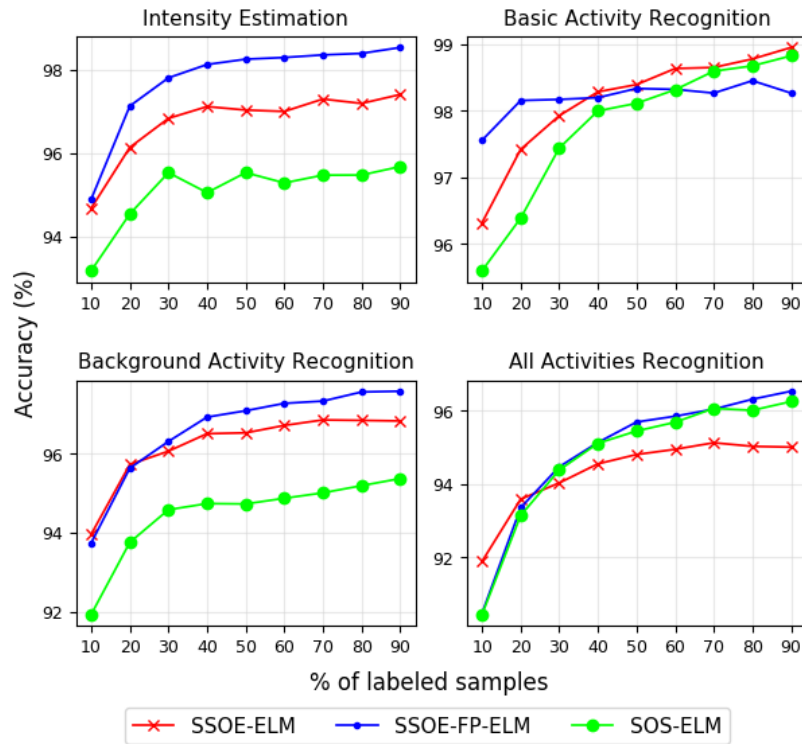 Intensity Estimation
Basic Activity Recognition
98
96
94
10 20 30 40 50 60 70 80 90
99
98
97
96
10 20 30 40 50 60 70 80 90
Accuracy (%)
Background Activity Recognition
All Activities Recognition
96
94
92
10 20 30 40 50 60 70 80 90
96
94
92
10 20 30 40 50 60 70 80 90
% of labeled samples
SSOE-ELM SSOE-FP-ELM SOS-ELM